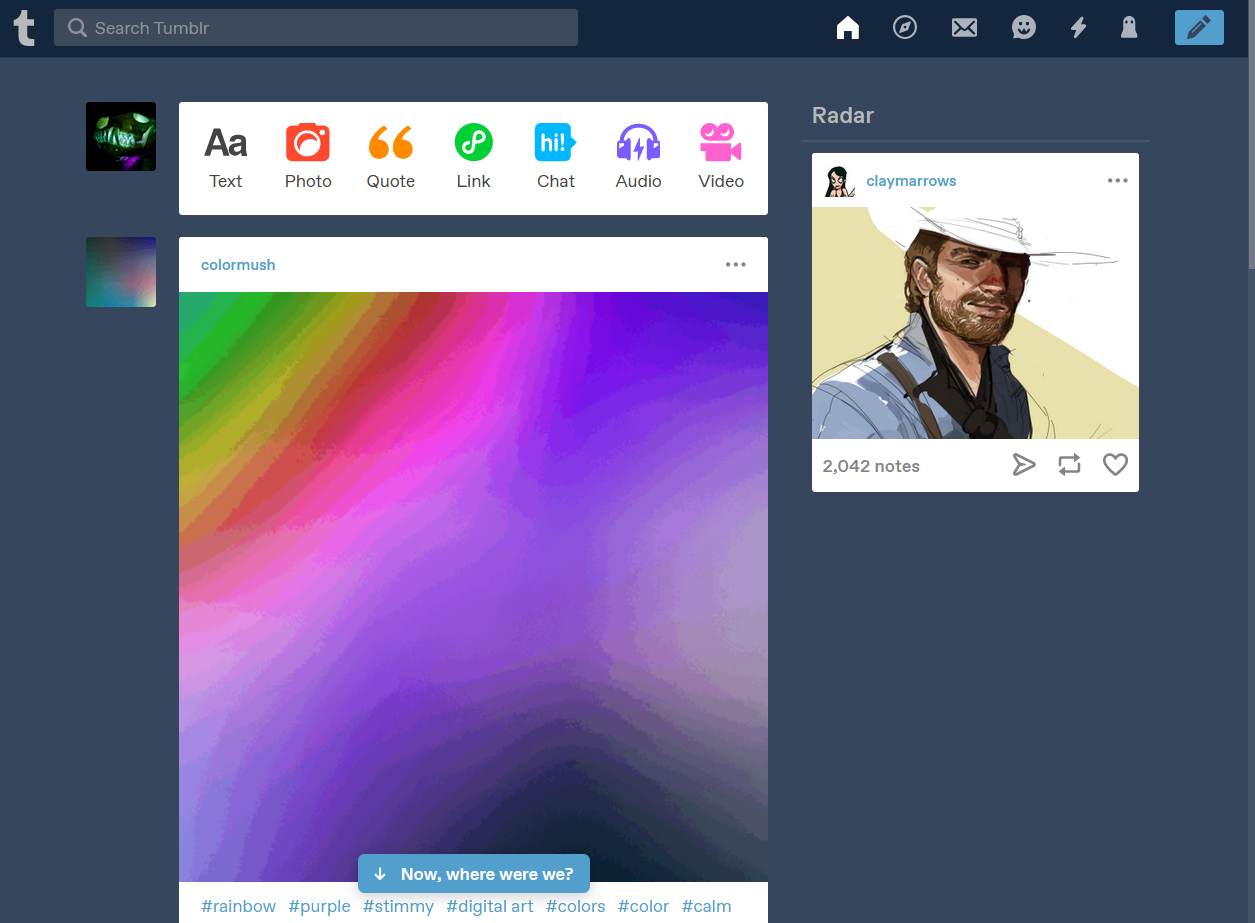 t Search Tumblr
Aa hi!
Text Photo Quote Link Chat Audio Video
colormush
Now, where were we?
#rainbow #purple #stimmy #digital art #colors #color #calm
Radar
claymarrows
2,042 notes